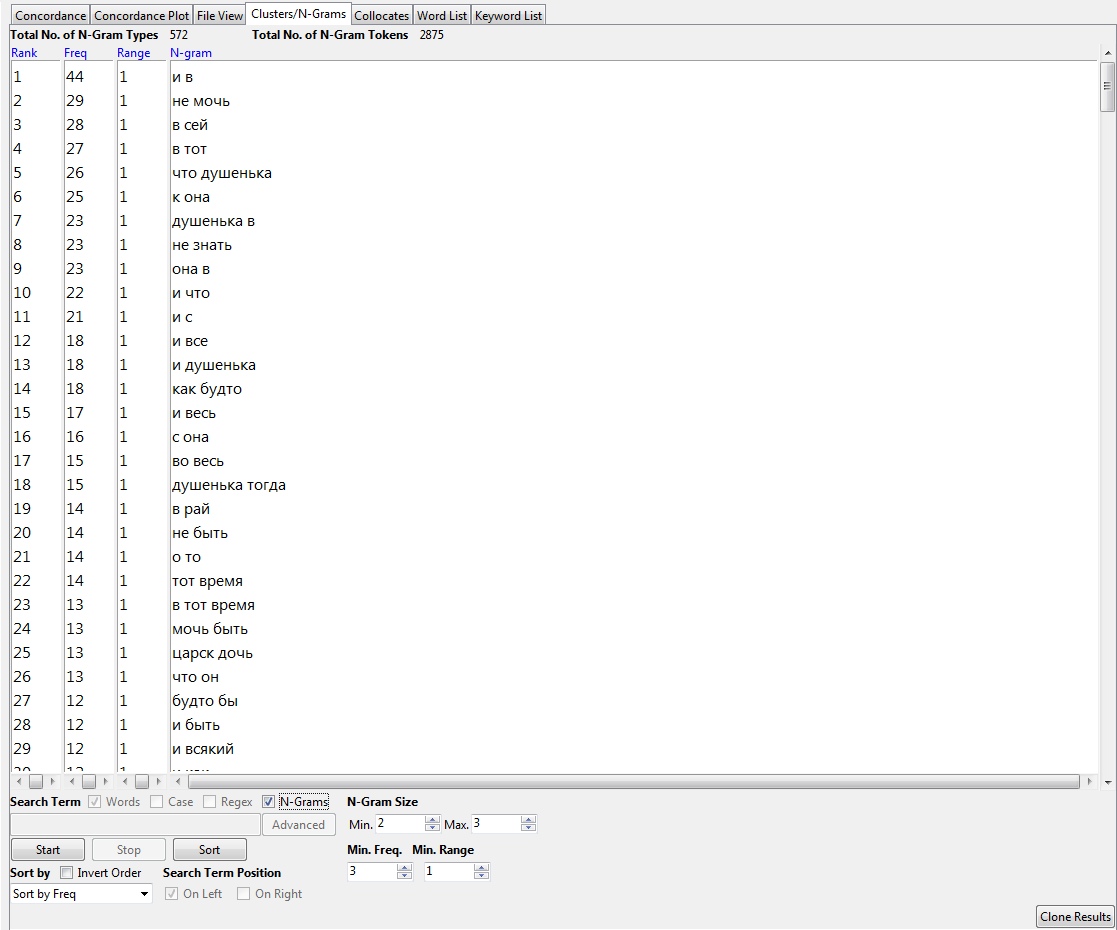 Concordance Concordance Plot File View Clusters/N-Grams Collocates Word List Keyword List
Total No. of N-Gram Types 572 Total No. of N-Gram Tokens 2875
Rank Freq Range N-gram
1 44 1 и в
2 29 1 не мочь
3 28 1 в сей
4 27 1 в тот
5 26 1 что душенька
6 25 1 к она
7 23 1 душенька в
8 23 1 не знать
9 23 1 она в
10 22 1 и что
11 21 1 и с
12 18 1 и все
13 18 1 и душенька
14 18 1 как будто
15 17 1 и весь
16 16 1 с она
17 15 1 во весь
18 15 1 душенька тогда
19 14 1 в рай
20 14 1 не быть
21 14 1 о то
22 14 1 тот время
23 13 1 в тот время
24 13 1 мочь быть
25 13 1 царск дочь
26 13 1 что он
27 12 1 будто бы
28 12 1 и быть
29 12 1 и всякий
Search Term Words Case Regex N-Grams N-Gram Size
Advanced Min. 2 Max. 3
Start Stop Sort Min. Freq. Min. Range
Sort by Invert Order Search Term Position 3 1
Sort by Freq On Left On Right
Clone Results